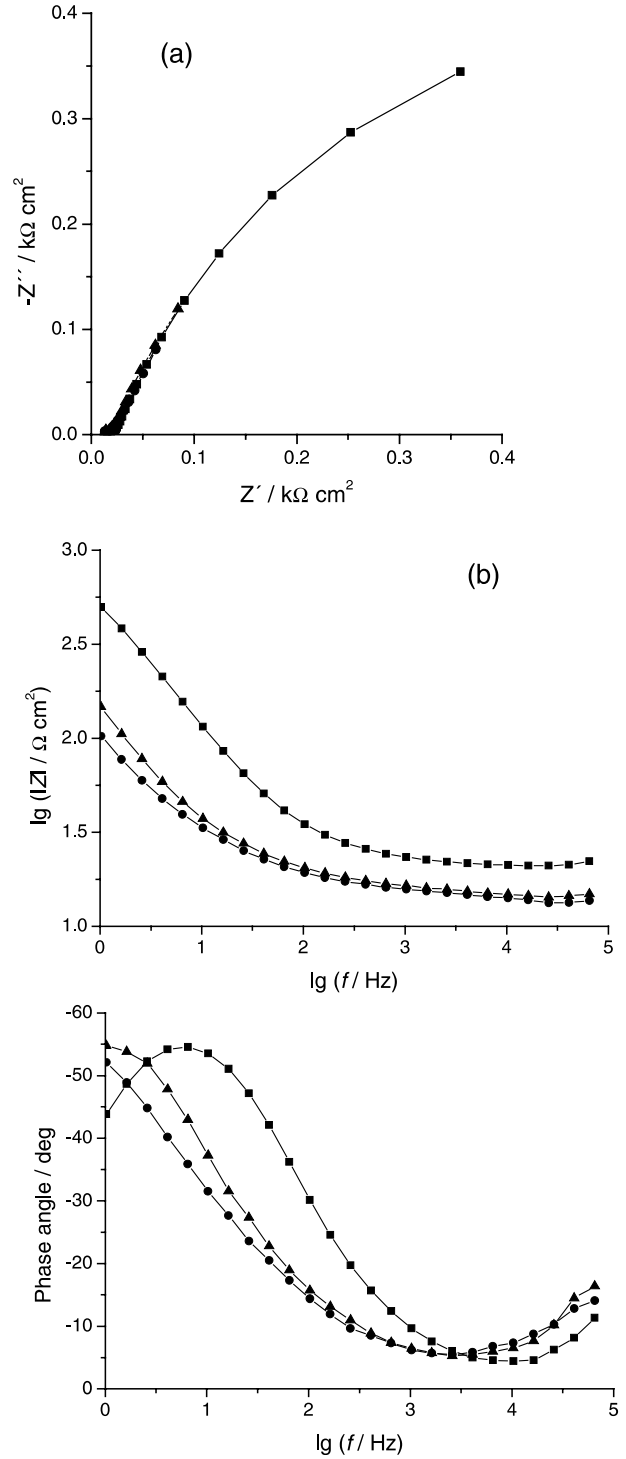 (a)
0.4
0.3
0.2
0.1
0.0
-Z´´ / kΩ cm²
0.0 0.1 0.2 0.3 0.4
Z´ / kΩ cm²
(b)
3.0
2.5
2.0
1.5
1.0
lg (|Z| / Ω cm²)
0 1 2 3 4 5
lg (f / Hz)
-60
-50
-40
-30
-20
-10
0
Phase angle / deg
0 1 2 3 4 5
lg (f / Hz)